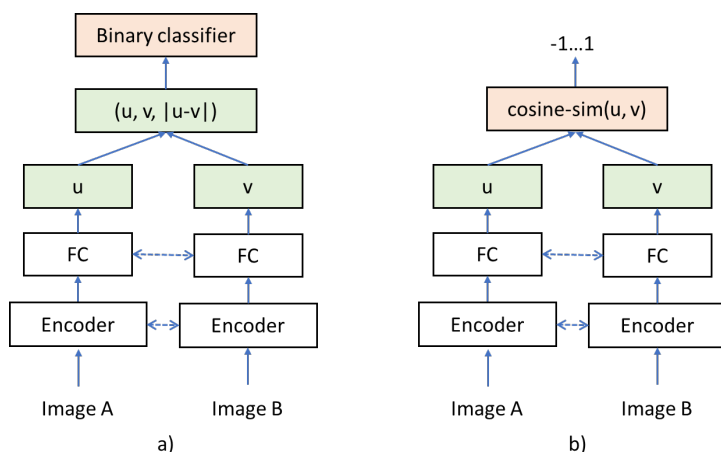 Binary classifier
(u, v, |u-v|)
u
v
FC
FC
Encoder
Encoder
Image A
Image B
a)
-1...1
cosine-sim(u, v)
u
v
FC
FC
Encoder
Encoder
Image A
Image B
b)